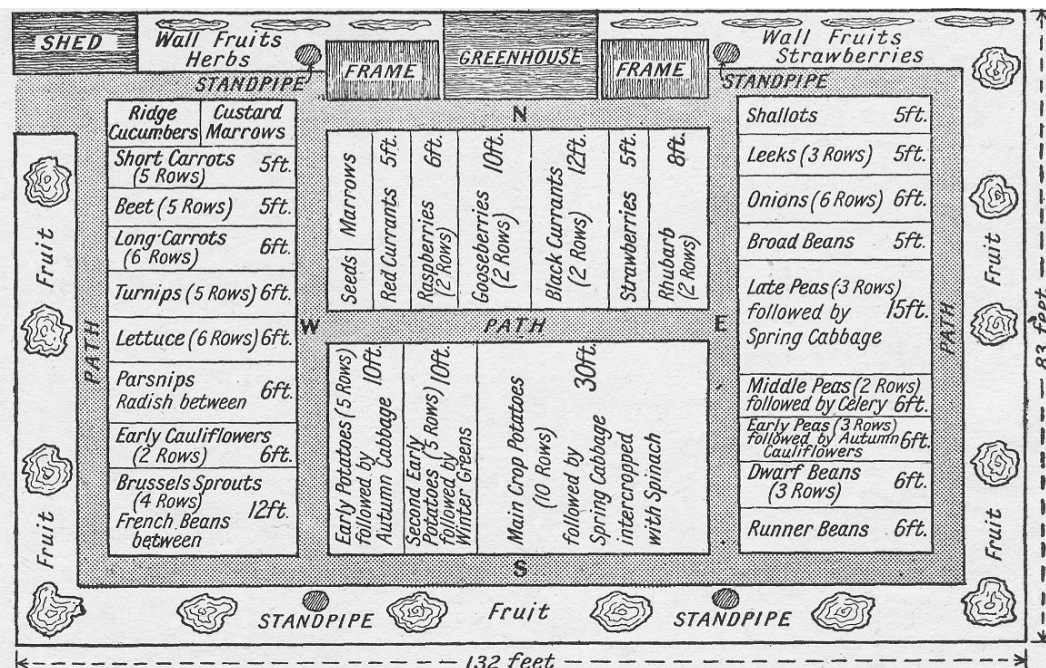 SHED
Wall Fruits
Herbs
STANDPIPE
FRAME
GREENHOUSE
FRAME
Wall Fruits
Strawberries
STANDPIPE
N
Ridge
Cucumbers
Custard
Marrows
Short Carrots
(5 Rows) 5ft.
Beet (5 Rows) 5ft.
Long Carrots
(6 Rows) 6ft.
Turnips (5 Rows) 6ft.
Lettuce (6 Rows) 6ft.
Parsnips
Radish between 6ft.
Early Cauliflowers
(2 Rows) 6ft.
Brussels Sprouts
(4 Rows) 12ft.
French Beans
between
Fruit
Fruit
PATH
Seeds
Marrows
Red Currants 5ft.
Raspberries 6ft.
(2 Rows)
Gooseberries 10ft.
(2 Rows)
Black Currants 12ft.
(2 Rows)
Strawberries 5ft.
Rhubarb 8ft.
(2 Rows)
W
PATH
E
Early Potatoes (5 Rows)
followed by 10ft.
Autumn Cabbage
Second Early
Potatoes (5 Rows) 10ft.
followed by
Winter Greens
Main Crop Potatoes
(10 Rows)
followed by 30ft.
Spring Cabbage
intercropped
with Spinach
S
Shallots 5ft.
Leeks (3 Rows) 5ft.
Onions (6 Rows) 6ft.
Broad Beans 5ft.
Late Peas (3 Rows)
followed by 15ft.
Spring Cabbage
Middle Peas (2 Rows)
followed by Celery 6ft.
Early Peas (3 Rows)
followed by Autumn 6ft.
Cauliflowers
Dwarf Beans
(3 Rows) 6ft.
Runner Beans 6ft.
PATH
Fruit
Fruit
83 feet
STANDPIPE
Fruit
STANDPIPE
132 feet